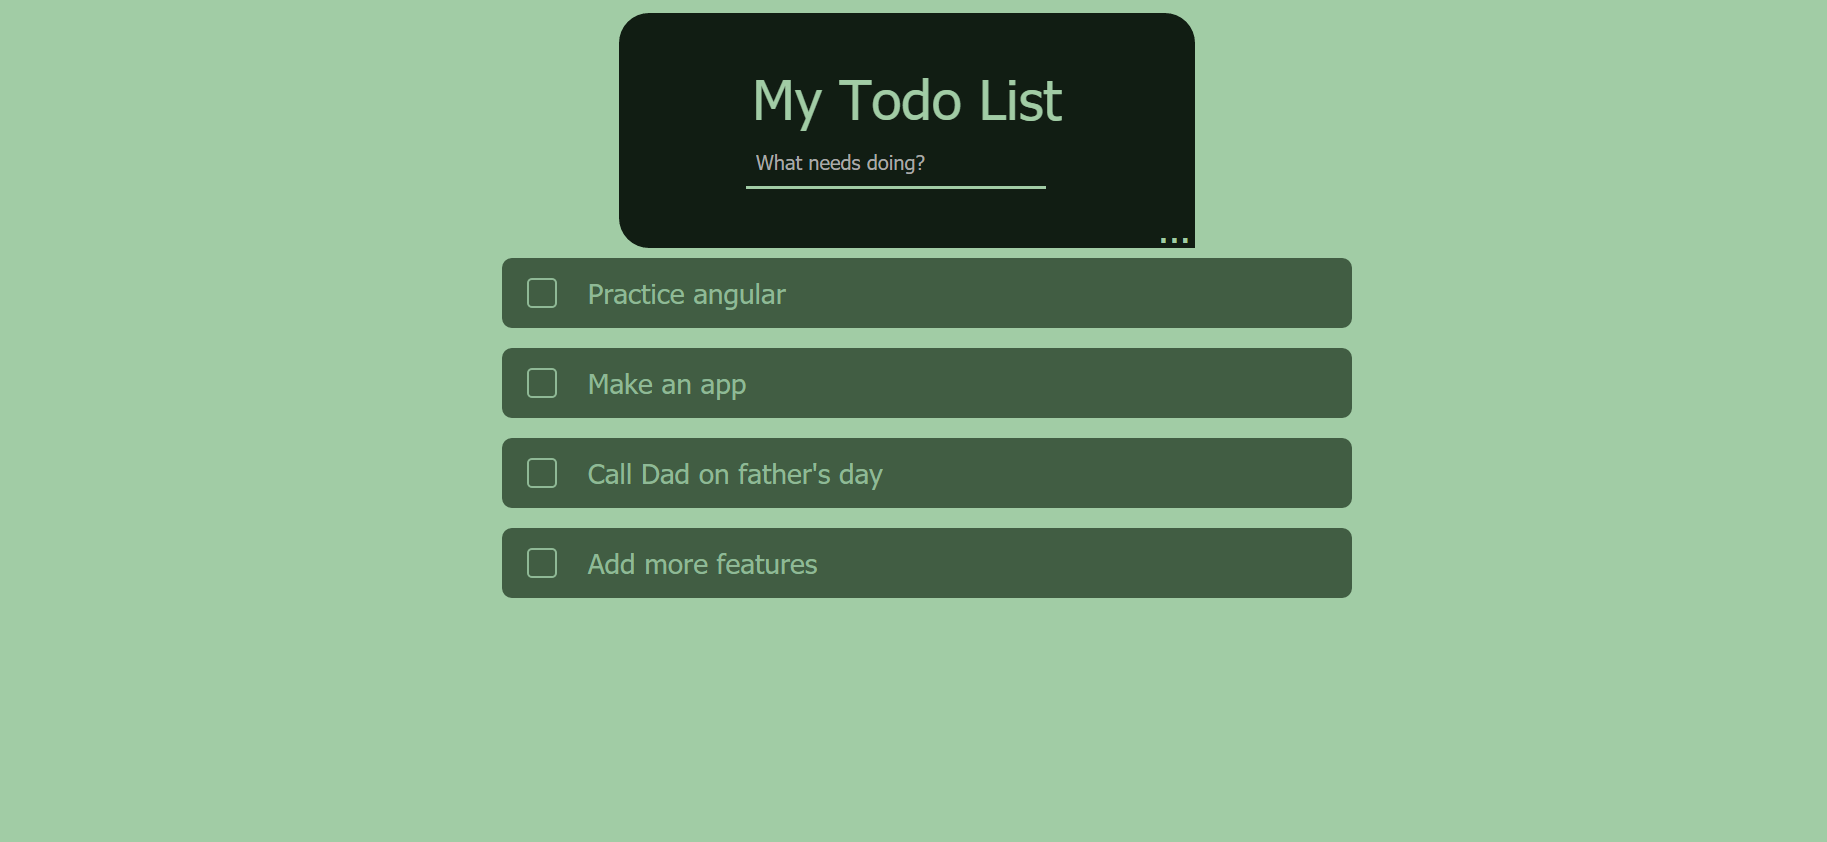 My Todo List
What needs doing?
...
Practice angular
Make an app
Call Dad on father's day
Add more features